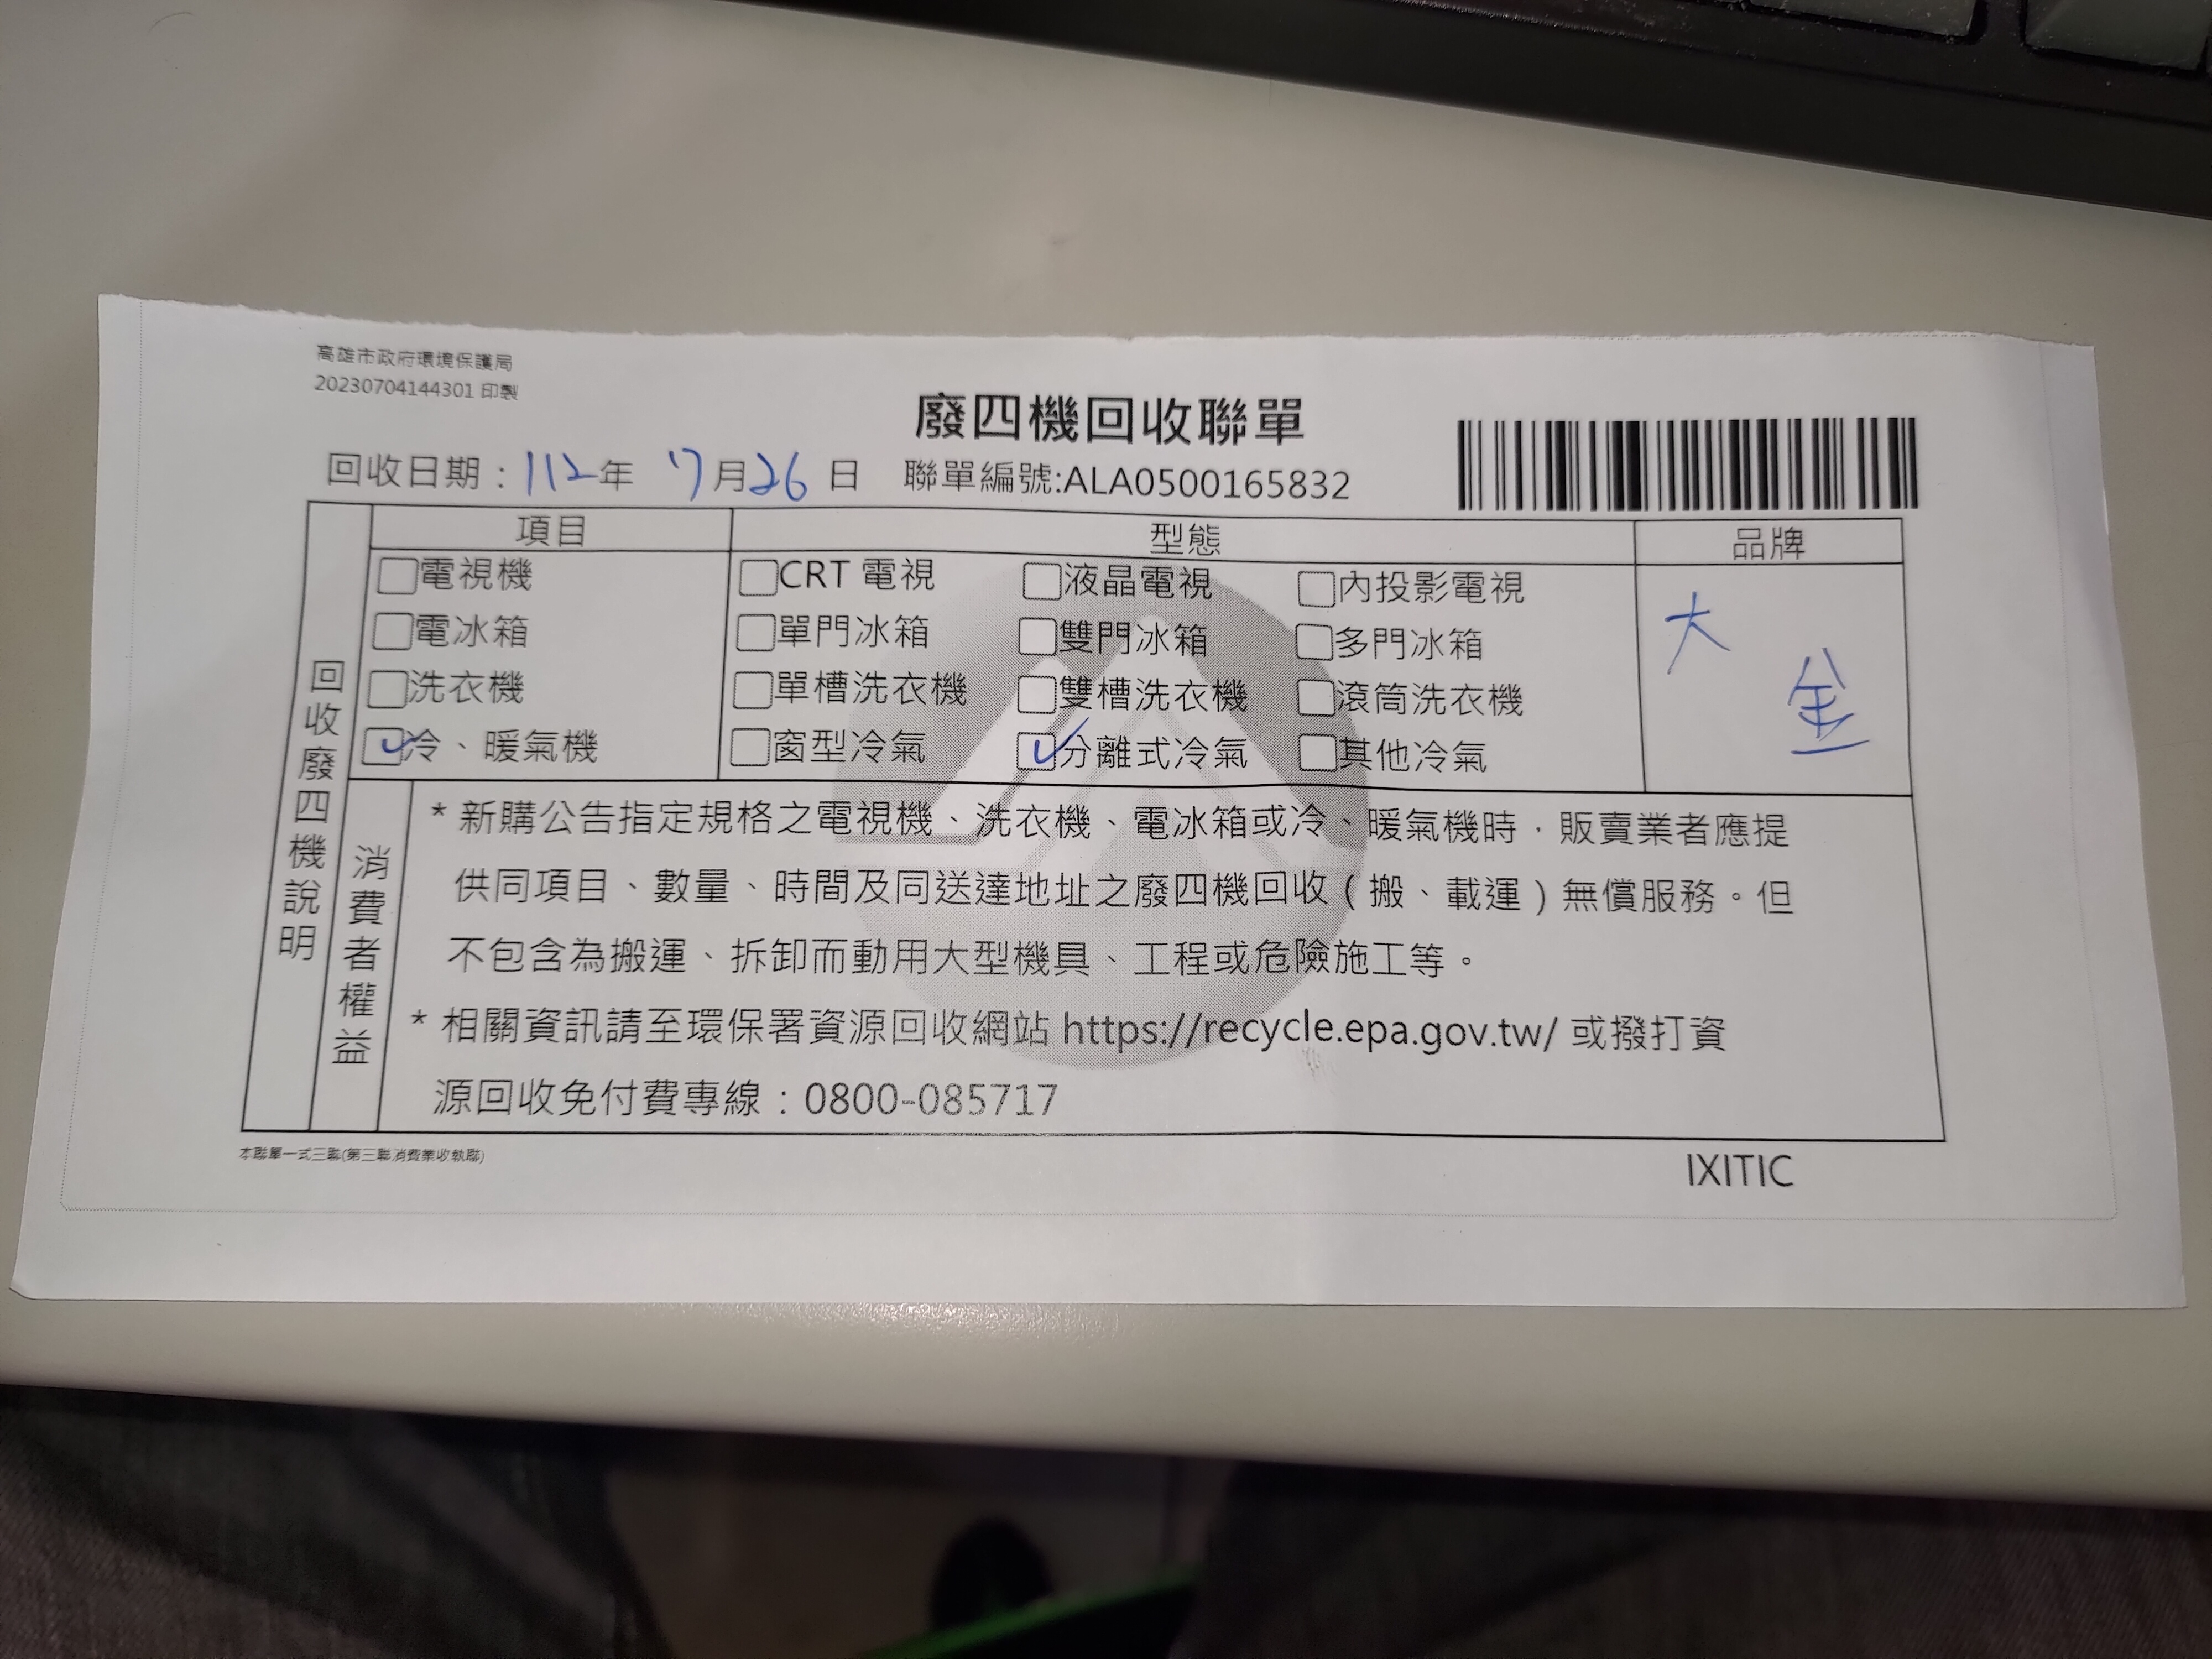 高雄市政府環境保護局
20230704144301 印製
廢四機回收聯單
回收日期：112年 7月26日 聯單編號:ALA0500165832
項目 型態 品牌
電視機 CRT 電視 液晶電視 內投影電視
電冰箱 單門冰箱 雙門冰箱 多門冰箱
洗衣機 單槽洗衣機 雙槽洗衣機 滾筒洗衣機
✓冷、暖氣機 窗型冷氣 ✓分離式冷氣 其他冷氣
大金
回收廢四機說明
消費者權益
* 新購公告指定規格之電視機、洗衣機、電冰箱或冷、暖氣機時，販賣業者應提
供同項目、數量、時間及同送達地址之廢四機回收（搬、載運）無償服務。但
不包含為搬運、拆卸而動用大型機具、工程或危險施工等。
* 相關資訊請至環保署資源回收網站 https://recycle.epa.gov.tw/ 或撥打資
源回收免付費專線：0800-085717
本聯單一式三聯(第三聯消費業收執聯)
IXITIC